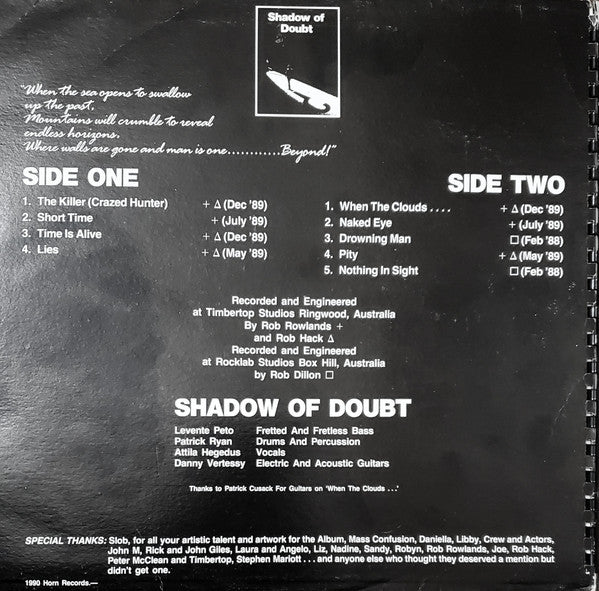 Shadow of
Doubt
"When the sea opens to swallow
up the past,
Mountains will crumble to reveal
endless horizons.
Where walls are gone and man is one............Beyond!"
SIDE ONE
1. The Killer (Crazed Hunter) + Δ (Dec '89)
2. Short Time + (July '89)
3. Time Is Alive + Δ (Dec '89)
4. Lies + Δ (May '89)
SIDE TWO
1. When The Clouds .... + Δ (Dec '89)
2. Naked Eye + (July '89)
3. Drowning Man □ (Feb '88)
4. Pity + Δ (May '89)
5. Nothing In Sight □ (Feb '88)
Recorded and Engineered
at Timbertop Studios Ringwood, Australia
By Rob Rowlands +
and Rob Hack Δ
Recorded and Engineered
at Rocklab Studios Box Hill, Australia
by Rob Dillon □
SHADOW OF DOUBT
Levente Peto Fretted And Fretless Bass
Patrick Ryan Drums And Percussion
Attila Hegedus Vocals
Danny Vertessy Electric And Acoustic Guitars
Thanks to Patrick Cusack For Guitars on 'When The Clouds ...'
SPECIAL THANKS: Slob, for all your artistic talent and artwork for the Album, Mass Confusion, Daniella, Libby, Crew and Actors,
John M, Rick and John Giles, Laura and Angelo, Liz, Nadine, Sandy, Robyn, Rob Rowlands, Joe, Rob Hack,
Peter McClean and Timbertop, Stephen Mariott ... and anyone else who thought they deserved a mention but
didn't get one.
1990 Horn Records.—